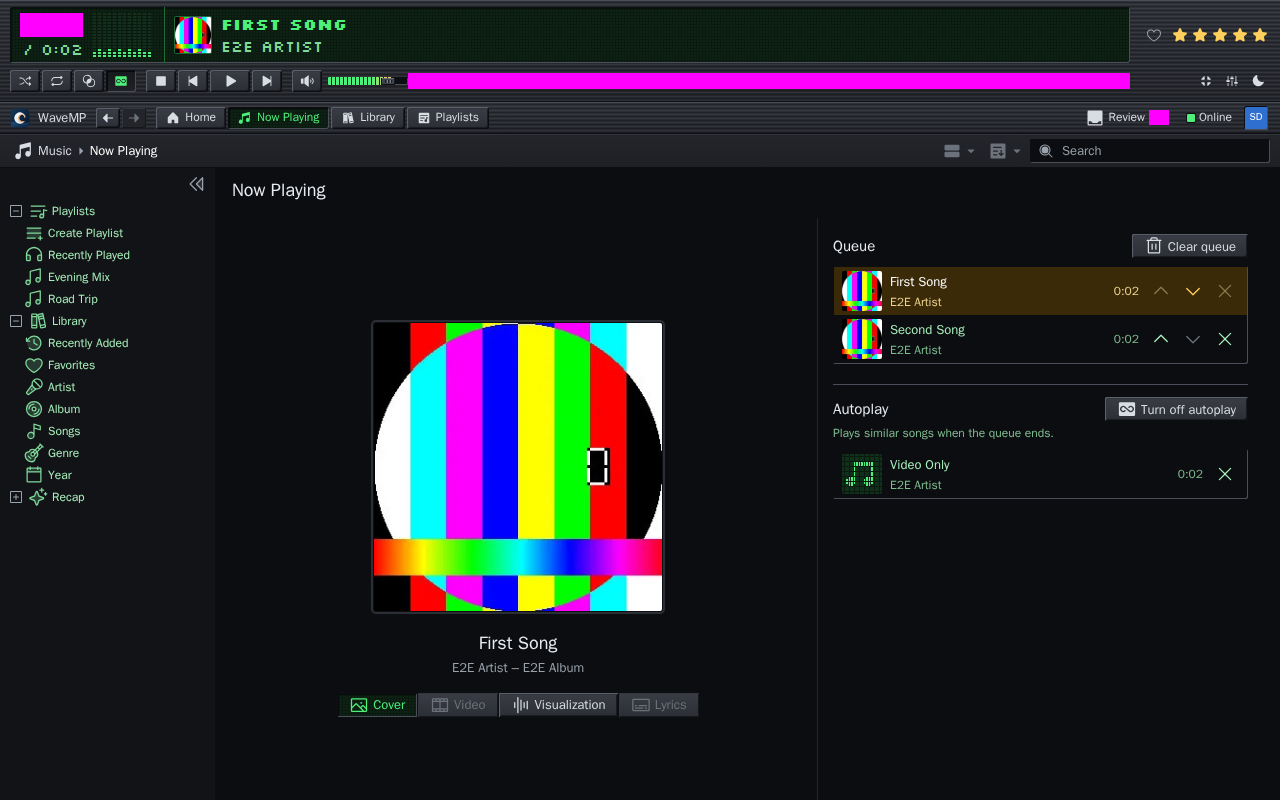 FIRST SONG
/ 0:02
E2E ARTIST
WaveMP
Home
Now Playing
Library
Playlists
Review
Online
SD
Music
Now Playing
Search
Now Playing
Playlists
Create Playlist
Recently Played
Evening Mix
Road Trip
Library
Recently Added
Favorites
Artist
Album
Songs
Genre
Year
Recap
0
First Song
E2E Artist – E2E Album
Cover
Video
Visualization
Lyrics
Queue
Clear queue
First Song
E2E Artist
0:02
Second Song
E2E Artist
0:02
Autoplay
Turn off autoplay
Plays similar songs when the queue ends.
Video Only
E2E Artist
0:02